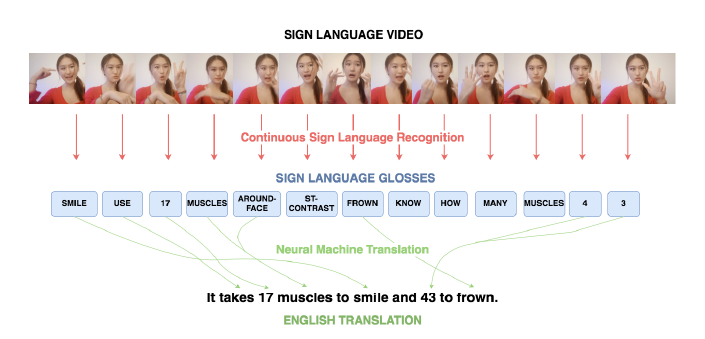 SIGN LANGUAGE VIDEO
Continuous Sign Language Recognition
SIGN LANGUAGE GLOSSES
SMILE USE 17 MUSCLES AROUND-FACE ST-CONTRAST FROWN KNOW HOW MANY MUSCLES 4 3
Neural Machine Translation
It takes 17 muscles to smile and 43 to frown.
ENGLISH TRANSLATION